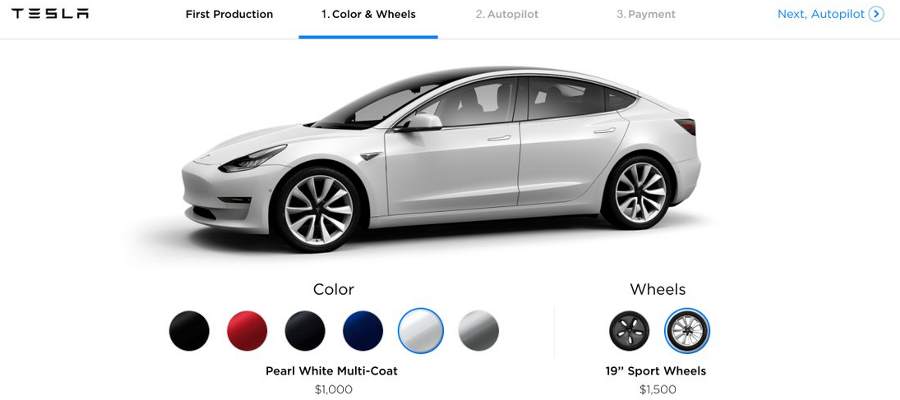 TESLA
First Production
1. Color & Wheels
2. Autopilot
3. Payment
Next, Autopilot
Color
Wheels
Pearl White Multi-Coat
19” Sport Wheels
$1,000
$1,500